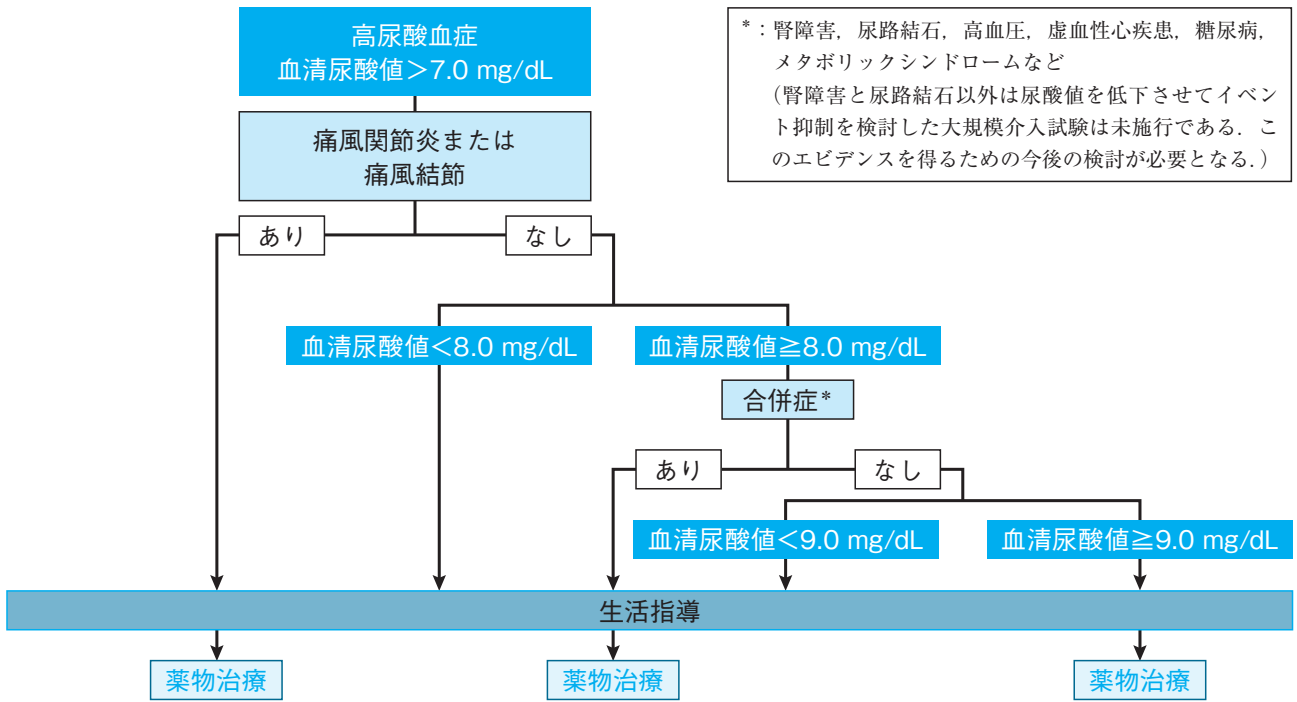 高尿酸血症
血清尿酸値＞7.0 mg/dL
*：腎障害，尿路結石，高血圧，虚血性心疾患，糖尿病，
メタボリックシンドロームなど
（腎障害と尿路結石以外は尿酸値を低下させてイベン
ト抑制を検討した大規模介入試験は未施行である．こ
のエビデンスを得るための今後の検討が必要となる．）
痛風関節炎または
痛風結節
あり
なし
血清尿酸値＜8.0 mg/dL
血清尿酸値≧8.0 mg/dL
合併症*
あり
なし
血清尿酸値＜9.0 mg/dL
血清尿酸値≧9.0 mg/dL
生活指導
薬物治療
薬物治療
薬物治療